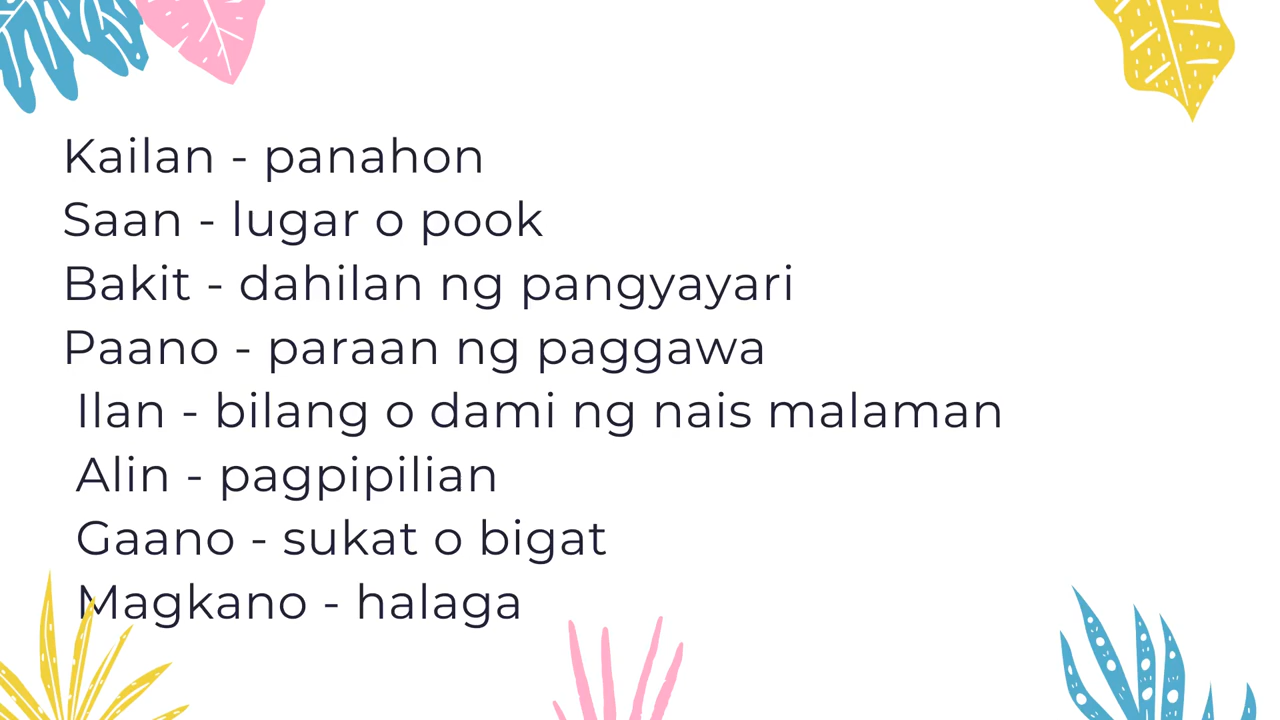 Kailan - panahon
Saan - lugar o pook
Bakit - dahilan ng pangyayari
Paano - paraan ng paggawa
Ilan - bilang o dami ng nais malaman
Alin - pagpipilian
Gaano - sukat o bigat
Magkano - halaga